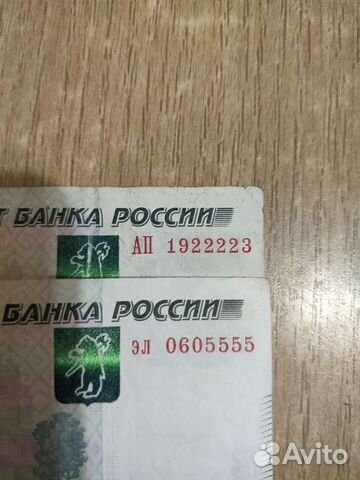 Т БАНКА РОССИИ
АП 1922223
БАНКА РОССИИ
эл 0605555
Avito